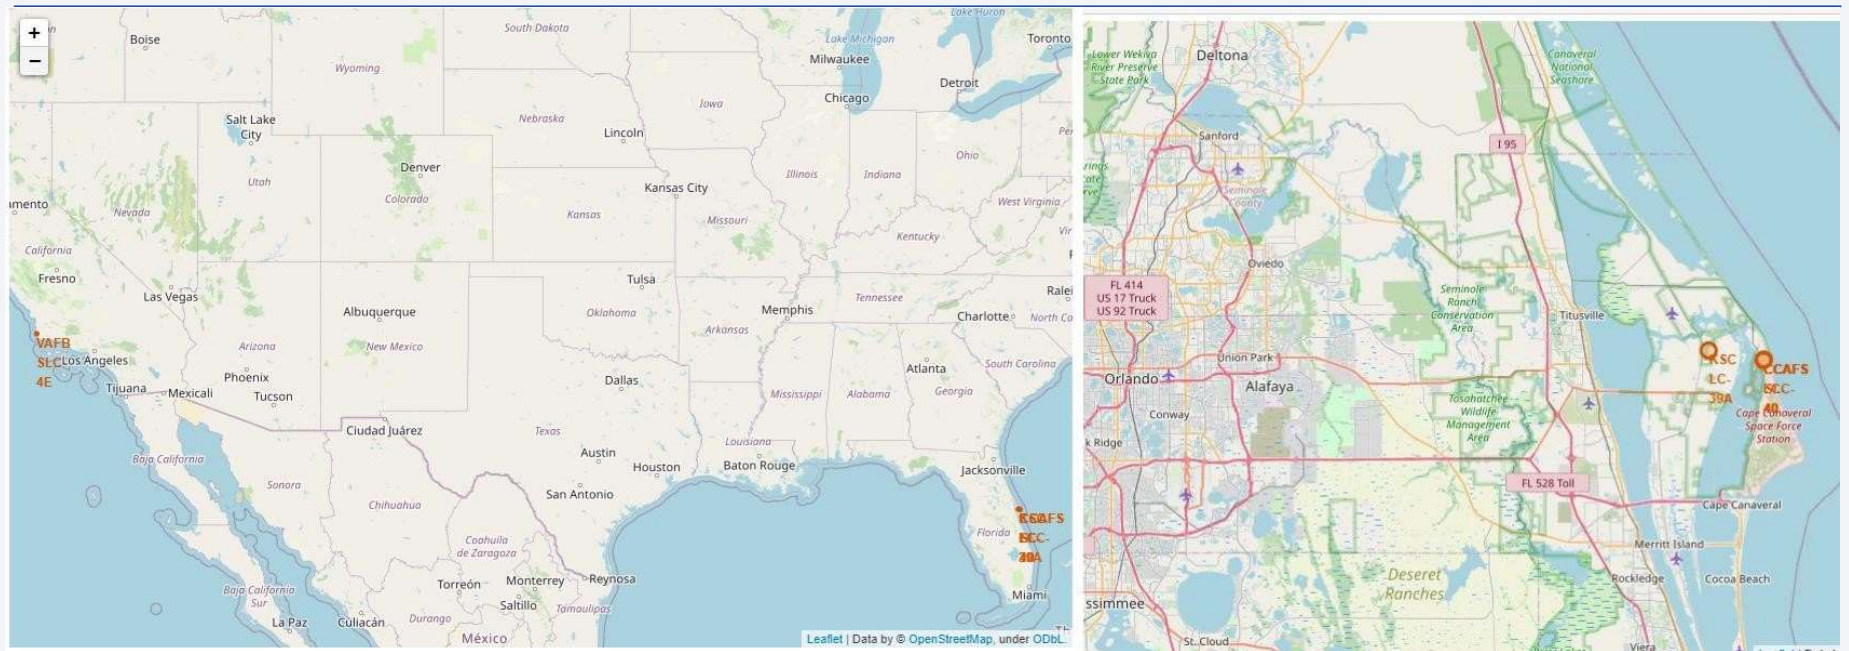 +
−
Boise
South Dakota
Lake Huron
Lake Michigan
Toronto
Milwaukee
Wyoming
Detroit
Chicago
Iowa
Salt Lake
City
Nebraska
Lincoln
Ohio
Denver
Utah
Illinois
Indiana
Kansas City
Colorado
West Virginia
Nevada
Kansas
Missouri
Kentucky
California
Fresno
Tulsa
Las Vegas
Tennessee
Albuquerque
Oklahoma
Memphis
Charlotte
Arkansas
VAFB
SLC-
4E
Los Angeles
Arizona
New Mexico
South Carolina
Atlanta
Phoenix
Dallas
Tijuana
Mexicali
Tucson
Mississippi
Alabama
Georgia
Ciudad Juárez
Texas
Louisiana
Baja California
Austin
Houston
Baton Rouge
Jacksonville
Sonora
San Antonio
Chihuahua
Florida
Coahuila
de Zaragoza
Torreón
Monterrey
Reynosa
Miami
Baja California
Sur
Saltillo
Tamaulipas
La Paz
Culiacán
Durango
México
Leaflet | Data by © OpenStreetMap, under ODbL.
Lower Wekiva
River Preserve
State Park
Deltona
Canaveral
National
Seashore
Sanford
I 95
Seminole
County
Oviedo
FL 414
US 17 Truck
US 92 Truck
Seminole
Ranch
Conservation
Area
Titusville
Union Park
KSC
LC-
39A
CCAFS
Orlando
Alafaya
Tosohatchee
Wildlife
Management
Area
Conway
Cape Canaveral
Space Force
Station
FL 528 Toll
Cape Canaveral
Merritt Island
Deseret
Ranches
Rockledge
Cocoa Beach
St. Cloud
Viera